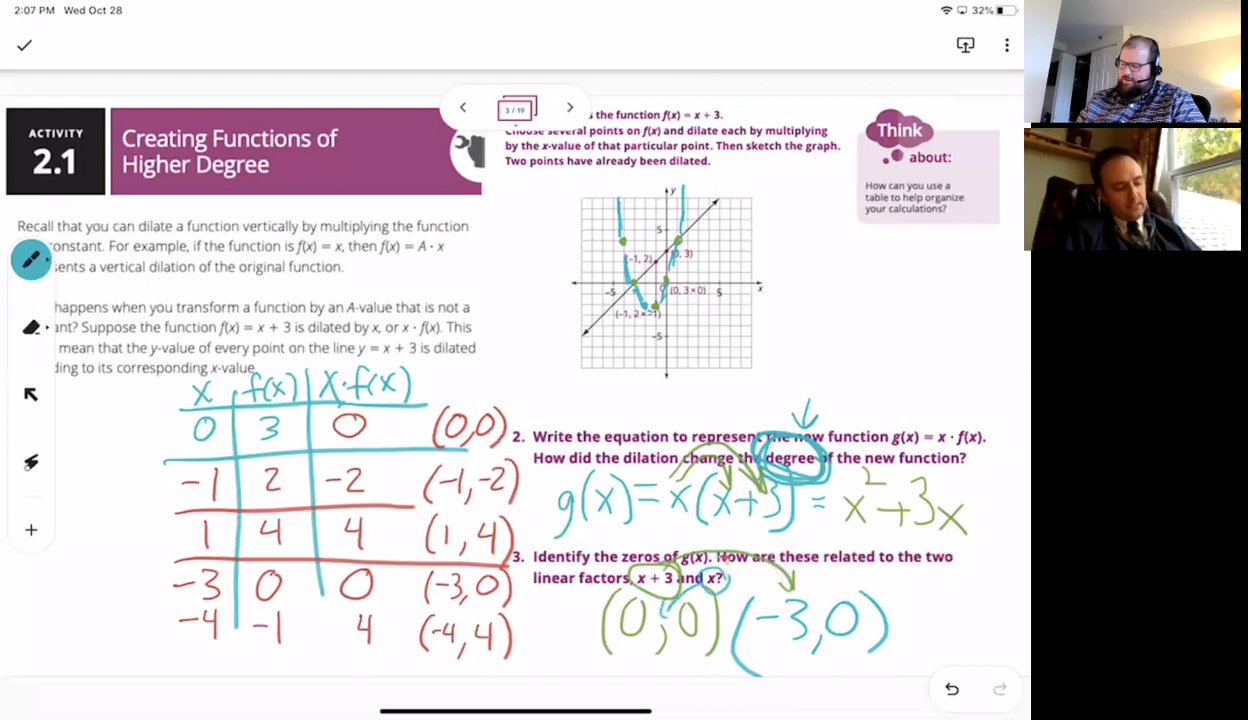 2:07 PM Wed Oct 28
32%
3 / 19
ACTIVITY
2.1
Creating Functions of
Higher Degree
Recall that you can dilate a function vertically by multiplying the function
onstant. For example, if the function is f(x) = x, then f(x) = A · x
sents a vertical dilation of the original function.
happens when you transform a function by an A-value that is not a
ant? Suppose the function f(x) = x + 3 is dilated by x, or x · f(x). This
mean that the y-value of every point on the line y = x + 3 is dilated
ding to its corresponding x-value.
x f(x) x·f(x)
0 3 0 (0,0)
-1 2 -2 (-1,-2)
1 4 4 (1,4)
-3 0 0 (-3,0)
-4 -1 4 (-4,4)
s the function f(x) = x + 3.
Choose several points on f(x) and dilate each by multiplying
by the x-value of that particular point. Then sketch the graph.
Two points have already been dilated.
y
5
(-1, 2)
(0, 3)
-5
(0, 3×0)
5
x
(-1, 2×-1)
-5
Think
about:
How can you use a
table to help organize
your calculations?
2. Write the equation to represent the new function g(x) = x · f(x).
How did the dilation change the degree of the new function?
g(x) = x(x+3) = x²+3x
3. Identify the zeros of g(x). How are these related to the two
linear factors, x + 3 and x?
(0,0) (-3,0)